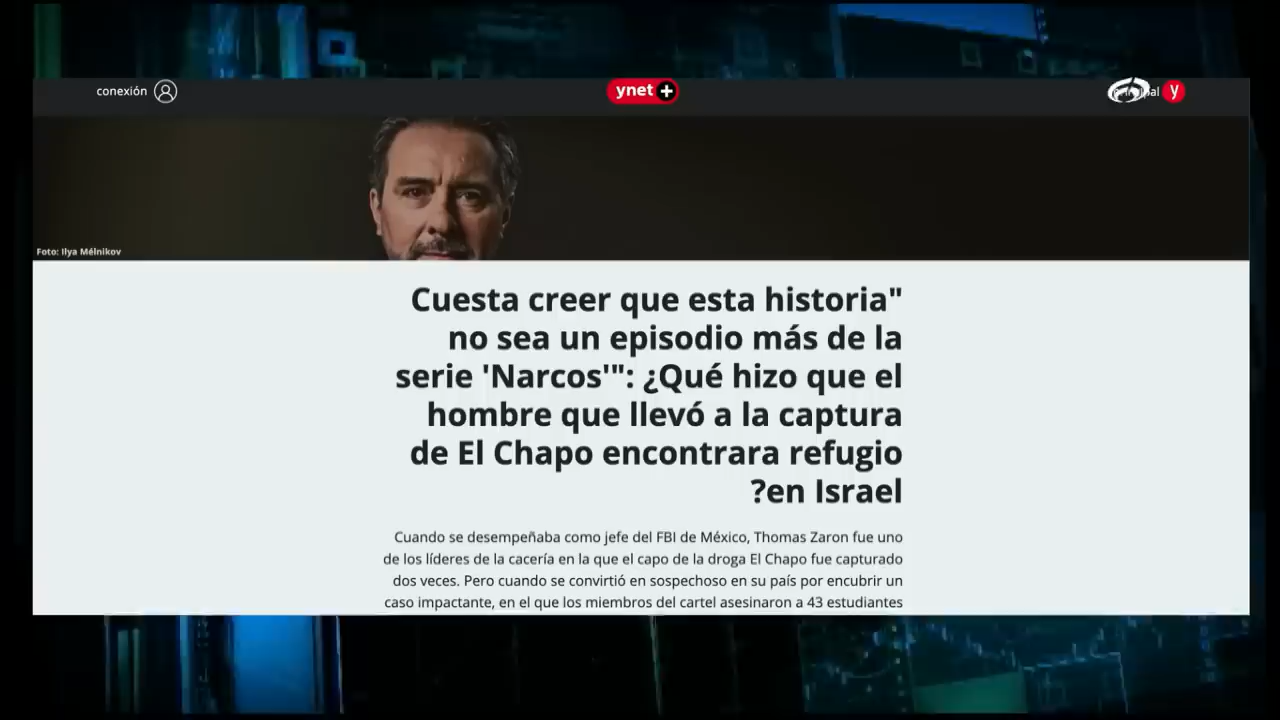 conexión
ynet+
y
Foto: Ilya Mélnikov
Cuesta creer que esta historia"
no sea un episodio más de la
serie 'Narcos'": ¿Qué hizo que el
hombre que llevó a la captura
de El Chapo encontrara refugio
?en Israel
Cuando se desempeñaba como jefe del FBI de México, Thomas Zaron fue uno
de los líderes de la cacería en la que el capo de la droga El Chapo fue capturado
dos veces. Pero cuando se convirtió en sospechoso en su país por encubrir un
caso impactante, en el que los miembros del cartel asesinaron a 43 estudiantes